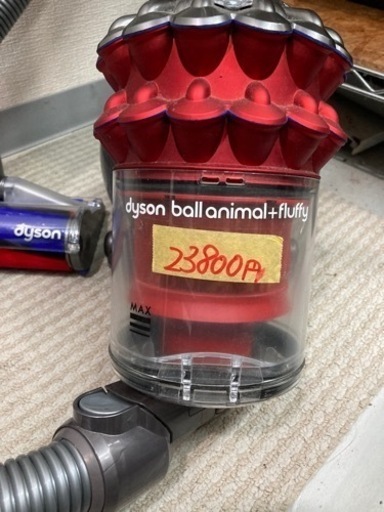 dyson ball animal+fluffy
23800円
dyson
MAX